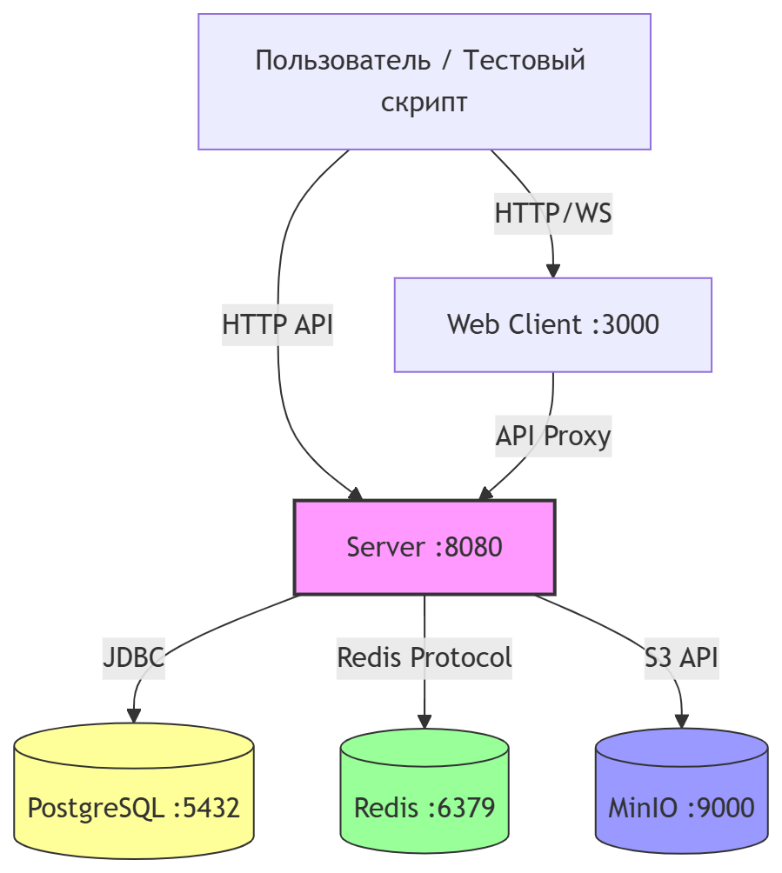 Пользователь / Тестовый
скрипт
HTTP/WS
HTTP API
Web Client :3000
API Proxy
Server :8080
JDBC
Redis Protocol
S3 API
PostgreSQL :5432
Redis :6379
MinIO :9000